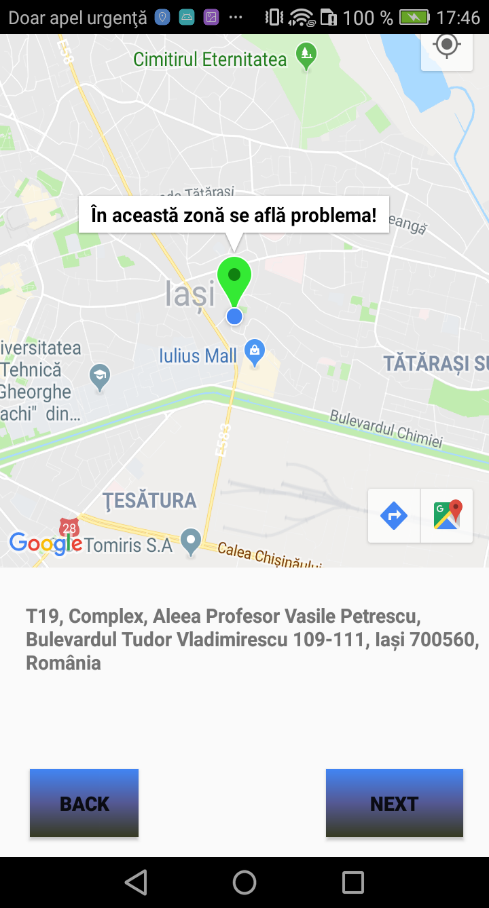 Doar apel urgență ... 100 % 17:46
E58
Cimitirul Eternitatea
Tătărași
În această zonă se află problema!
Iași
Iulius Mall
iversitatea
Tehnică
Gheorghe
achi" din...
TĂTĂRAȘI SU
Bulevardul Chimiei
E583
ȚESĂTURA
28
G
Google
Tomiris S.A
Calea Chișinăului
T19, Complex, Aleea Profesor Vasile Petrescu,
Bulevardul Tudor Vladimirescu 109-111, Iași 700560,
România
BACK NEXT